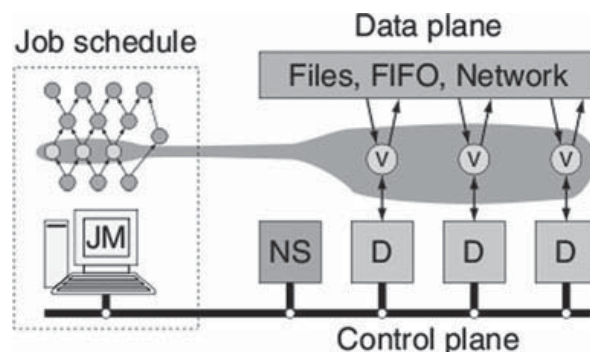 Job schedule
Data plane
Files, FIFO, Network
V V V
JM
NS D D D
Control plane